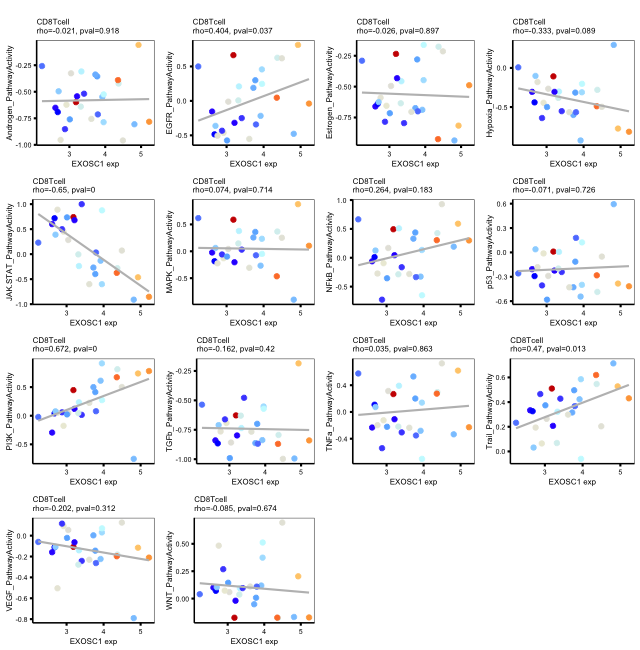 CD8Tcell
rho=-0.021, pval=0.918
Androgen_PathwayActivity
-0.25
-0.50
-0.75
-1.00
3 4 5
EXOSC1 exp
CD8Tcell
rho=0.404, pval=0.037
EGFR_PathwayActivity
0.5
0.0
-0.5
3 4 5
EXOSC1 exp
CD8Tcell
rho=-0.026, pval=0.897
Estrogen_PathwayActivity
-0.25
-0.50
-0.75
3 4 5
EXOSC1 exp
CD8Tcell
rho=-0.333, pval=0.089
Hypoxia_PathwayActivity
0.0
-0.5
3 4 5
EXOSC1 exp
CD8Tcell
rho=-0.65, pval=0
JAK.STAT_PathwayActivity
1.0
0.5
0.0
-0.5
-1.0
3 4 5
EXOSC1 exp
CD8Tcell
rho=0.074, pval=0.714
MAPK_PathwayActivity
1.0
0.5
0.0
-0.5
-1.0
3 4 5
EXOSC1 exp
CD8Tcell
rho=0.264, pval=0.183
NFkB_PathwayActivity
1.0
0.5
0.0
-0.5
3 4 5
EXOSC1 exp
CD8Tcell
rho=-0.071, pval=0.726
p53_PathwayActivity
0.6
0.3
0.0
-0.3
-0.6
3 4 5
EXOSC1 exp
CD8Tcell
rho=0.672, pval=0
PI3K_PathwayActivity
1.0
0.5
0.0
-0.5
-1.0
3 4 5
EXOSC1 exp
CD8Tcell
rho=-0.162, pval=0.42
TGFb_PathwayActivity
-0.25
-0.50
-0.75
-1.00
3 4 5
EXOSC1 exp
CD8Tcell
rho=0.035, pval=0.863
TNFa_PathwayActivity
0.8
0.4
0.0
-0.4
3 4 5
EXOSC1 exp
CD8Tcell
rho=0.47, pval=0.013
Trail_PathwayActivity
0.6
0.4
0.2
0.0
3 4 5
EXOSC1 exp
CD8Tcell
rho=-0.202, pval=0.312
VEGF_PathwayActivity
0.0
-0.2
-0.4
-0.6
-0.8
3 4 5
EXOSC1 exp
CD8Tcell
rho=-0.085, pval=0.674
WNT_PathwayActivity
0.50
0.25
0.00
3 4 5
EXOSC1 exp